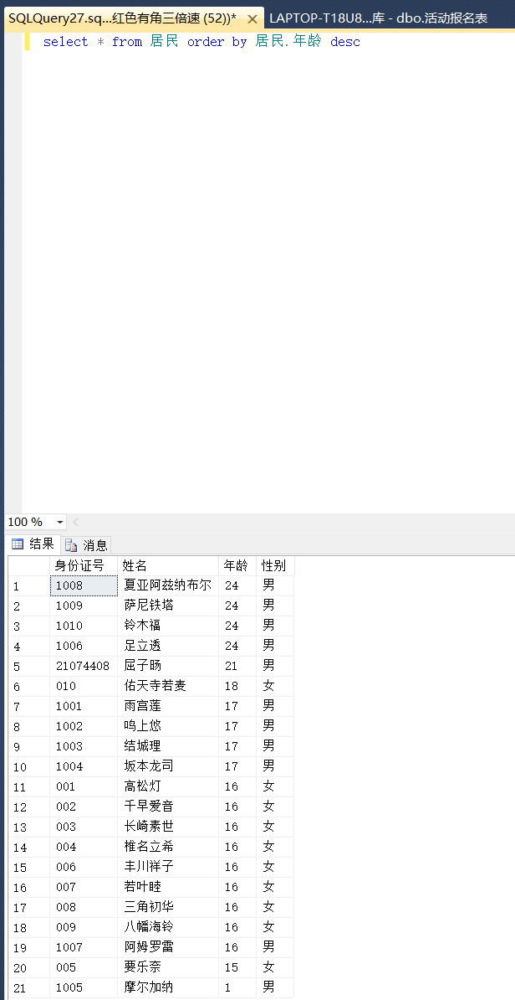 SQLQuery27.sq...红色有角三倍速 (52))* LAPTOP-T18U8...库 - dbo.活动报名表
select * from 居民 order by 居民.年龄 desc
100 %
结果 消息
身份证号 姓名 年龄 性别
1 1008 夏亚阿兹纳布尔 24 男
2 1009 萨尼铁塔 24 男
3 1010 铃木福 24 男
4 1006 足立透 24 男
5 21074408 屈子旸 21 男
6 010 佑天寺若麦 18 女
7 1001 雨宫莲 17 男
8 1002 鸣上悠 17 男
9 1003 结城理 17 男
10 1004 坂本龙司 17 男
11 001 高松灯 16 女
12 002 千早爱音 16 女
13 003 长崎素世 16 女
14 004 椎名立希 16 女
15 006 丰川祥子 16 女
16 007 若叶睦 16 女
17 008 三角初华 16 女
18 009 八幡海铃 16 女
19 1007 阿姆罗雷 16 男
20 005 要乐奈 15 女
21 1005 摩尔加纳 1 男